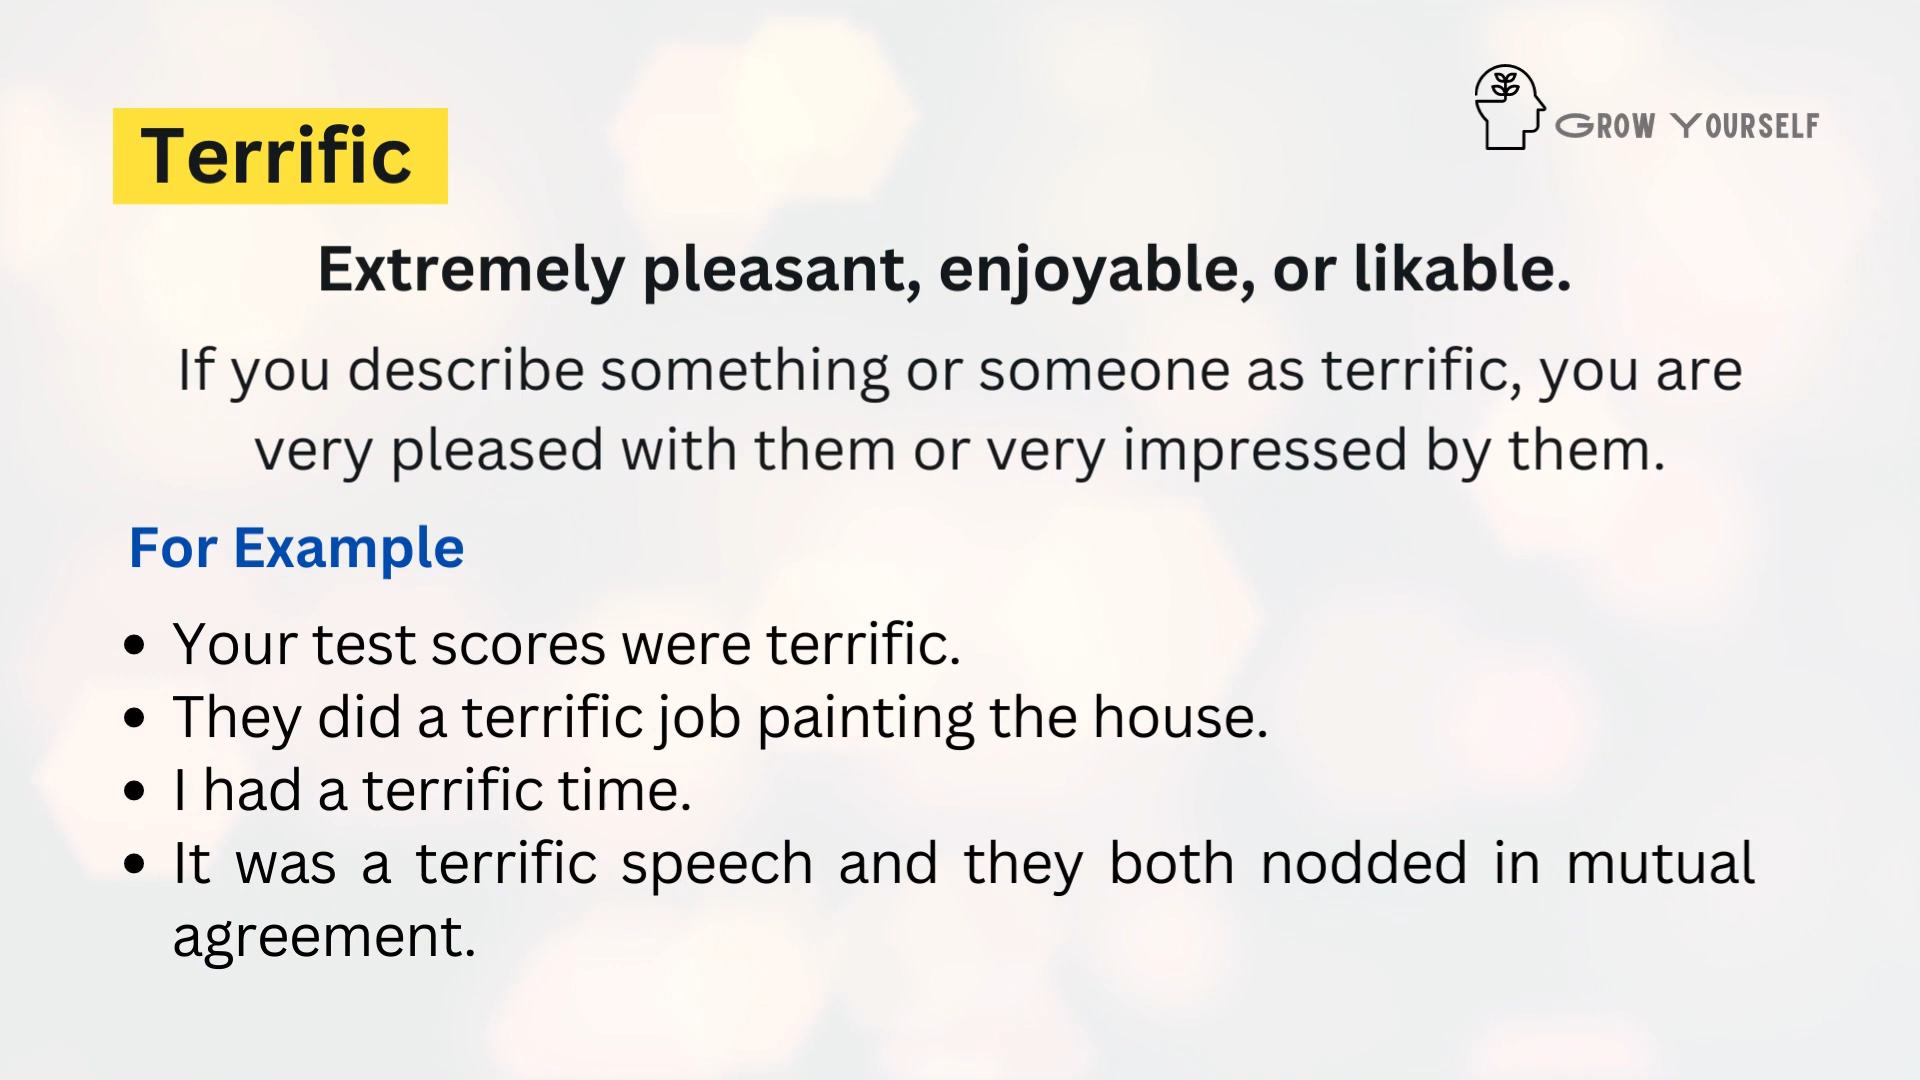 Terrific
GROW YOURSELF
Extremely pleasant, enjoyable, or likable.
If you describe something or someone as terrific, you are
very pleased with them or very impressed by them.
For Example
• Your test scores were terrific.
• They did a terrific job painting the house.
• I had a terrific time.
• It was a terrific speech and they both nodded in mutual
agreement.